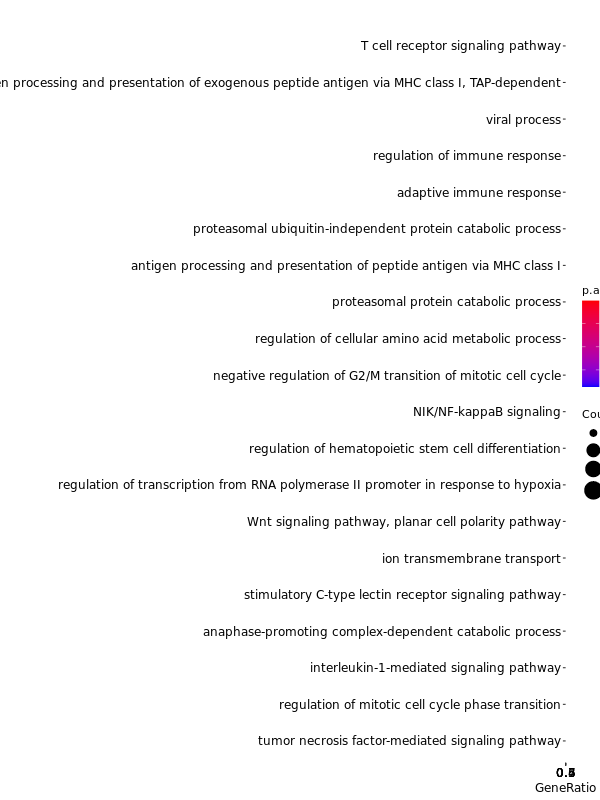 T cell receptor signaling pathway
processing and presentation of exogenous peptide antigen via MHC class I, TAP-dependent
viral process
regulation of immune response
adaptive immune response
proteasomal ubiquitin-independent protein catabolic process
antigen processing and presentation of peptide antigen via MHC class I
p.a
proteasomal protein catabolic process
regulation of cellular amino acid metabolic process
negative regulation of G2/M transition of mitotic cell cycle
NIK/NF-kappaB signaling
Cou
regulation of hematopoietic stem cell differentiation
regulation of transcription from RNA polymerase II promoter in response to hypoxia
Wnt signaling pathway, planar cell polarity pathway
ion transmembrane transport
stimulatory C-type lectin receptor signaling pathway
anaphase-promoting complex-dependent catabolic process
interleukin-1-mediated signaling pathway
regulation of mitotic cell cycle phase transition
tumor necrosis factor-mediated signaling pathway
GeneRatio